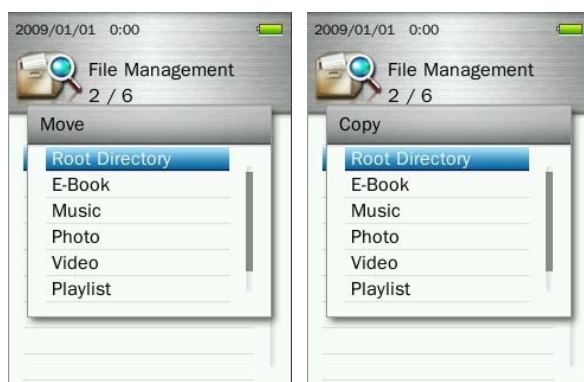 2009/01/01 0:00
File Management
2 / 6
Move
Root Directory
E-Book
Music
Photo
Video
Playlist
2009/01/01 0:00
File Management
2 / 6
Copy
Root Directory
E-Book
Music
Photo
Video
Playlist